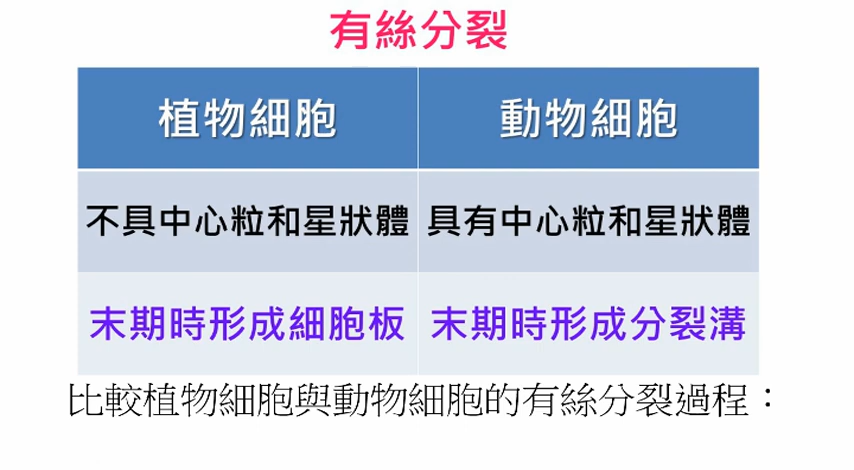 有絲分裂
植物細胞 動物細胞
不具中心粒和星狀體 具有中心粒和星狀體
末期時形成細胞板 末期時形成分裂溝
比較植物細胞與動物細胞的有絲分裂過程：